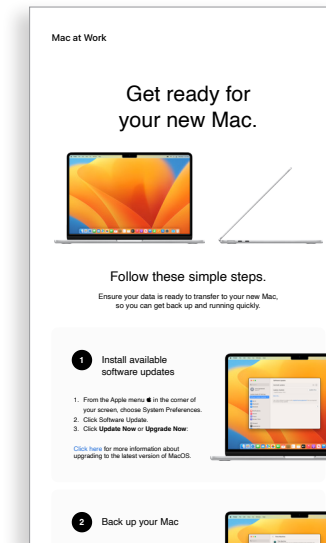 Mac at Work
Get ready for
your new Mac.
Follow these simple steps.
Ensure your data is ready to transfer to your new Mac,
so you can get back up and running quickly.
1 Install available
software updates
1. From the Apple menu  in the corner of
your screen, choose System Preferences.
2. Click Software Update.
3. Click Update Now or Upgrade Now:
Click here for more information about
upgrading to the latest version of MacOS.
2 Back up your Mac